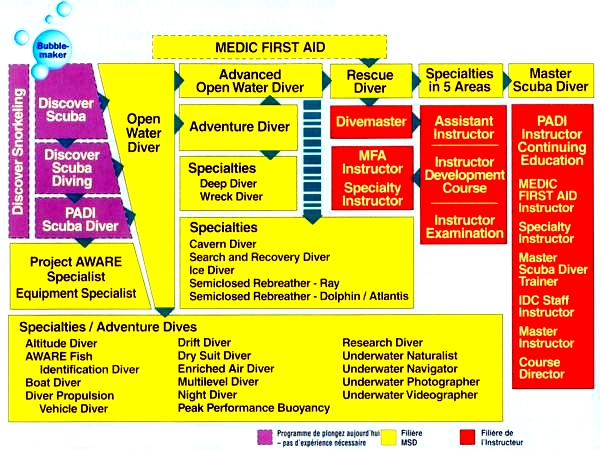 Bubble-
maker
MEDIC FIRST AID
Discover Snorkeling
Discover
Scuba
Discover
Scuba
Diving
PADI
Scuba Diver
Open
Water
Diver
Advanced
Open Water Diver
Rescue
Diver
Specialties
in 5 Areas
Master
Scuba Diver
Adventure Diver
Specialties
Deep Diver
Wreck Diver
Divemaster
MFA
Instructor
Specialty
Instructor
Assistant
Instructor
Instructor
Development
Course
Instructor
Examination
PADI
Instructor
Continuing
Education
MEDIC
FIRST AID
Instructor
Specialty
Instructor
Master
Scuba Diver
Trainer
IDC Staff
Instructor
Master
Instructor
Course
Director
Specialties
Cavern Diver
Search and Recovery Diver
Ice Diver
Semiclosed Rebreather - Ray
Semiclosed Rebreather - Dolphin / Atlantis
Project AWARE
Specialist
Equipment Specialist
Specialties / Adventure Dives
Altitude Diver
AWARE Fish
Identification Diver
Boat Diver
Diver Propulsion
Vehicle Diver
Drift Diver
Dry Suit Diver
Enriched Air Diver
Multilevel Diver
Night Diver
Peak Performance Buoyancy
Research Diver
Underwater Naturalist
Underwater Navigator
Underwater Photographer
Underwater Videographer
Programme de plongez aujourd'hui
– pas d'expérience nécessaire
Filière
MSD
Filière de
l'Instructeur